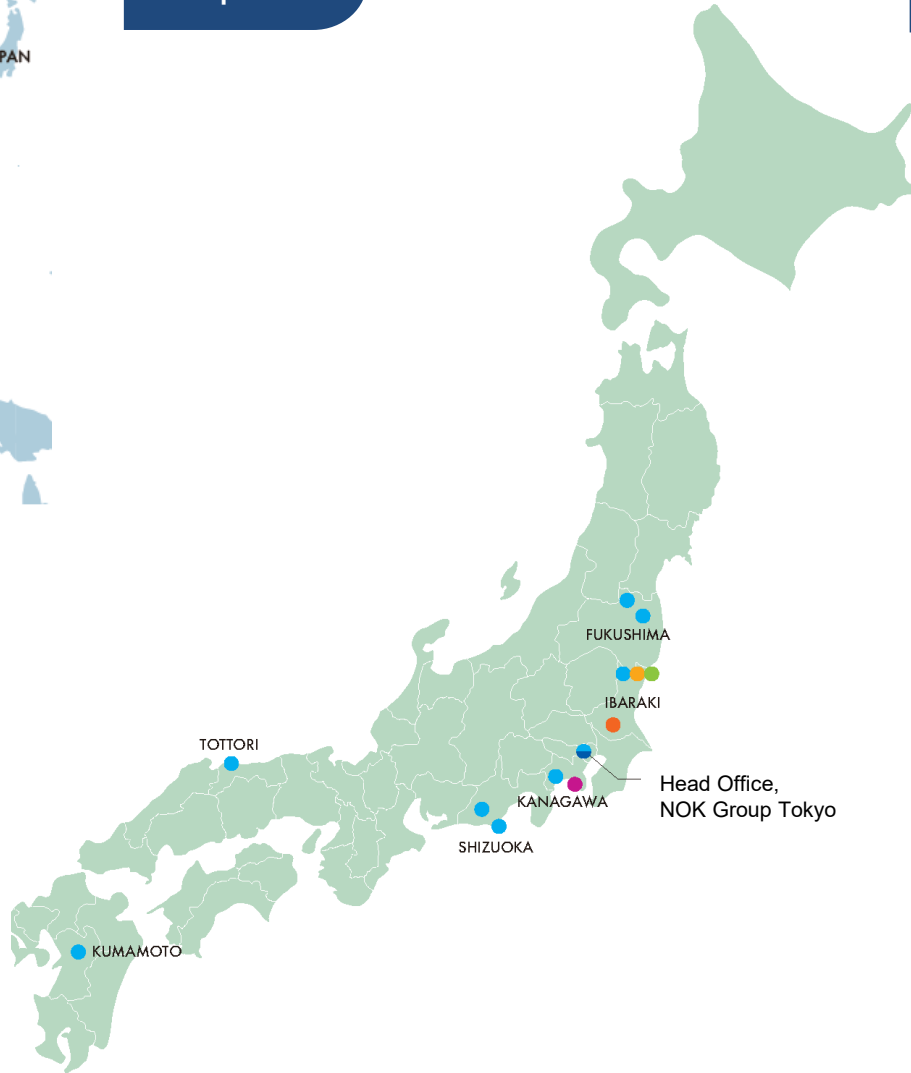 PAN
FUKUSHIMA
IBARAKI
TOTTORI
Head Office,
NOK Group Tokyo
KANAGAWA
SHIZUOKA
KUMAMOTO